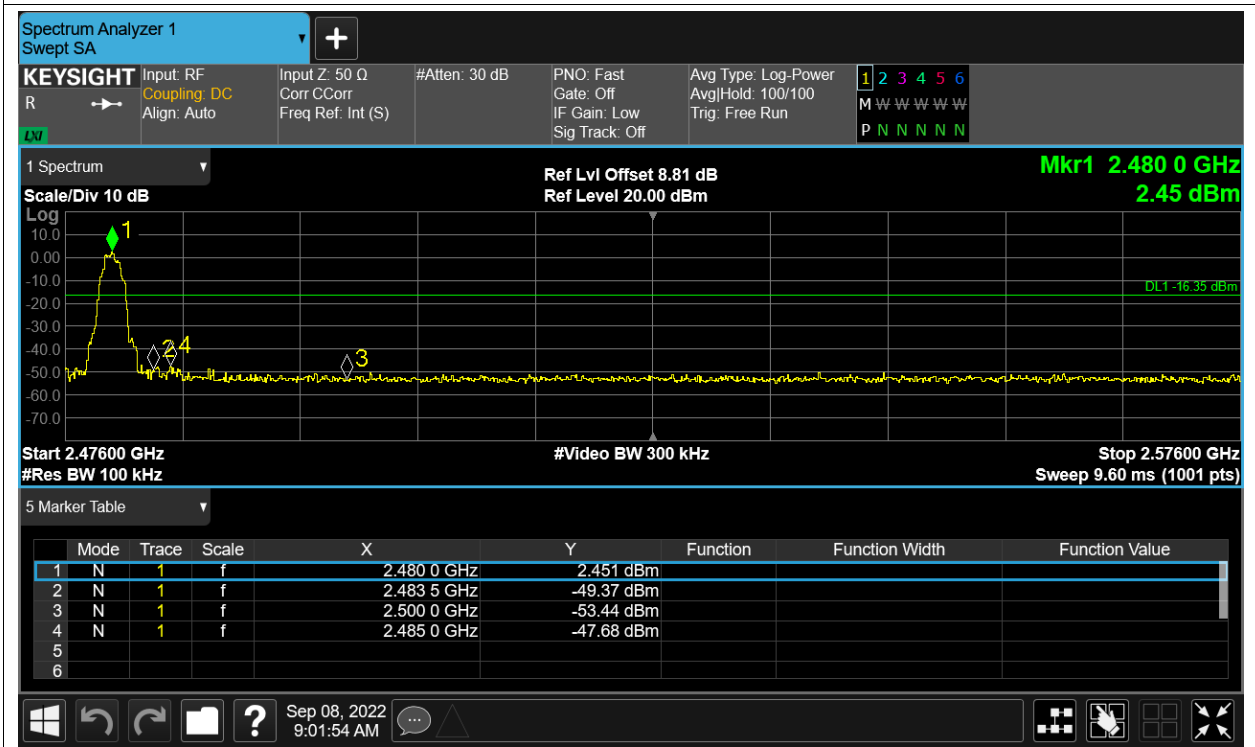 Spectrum Analyzer 1
Swept SA
KEYSIGHT Input: RF Input Z: 50 Ω #Atten: 30 dB PNO: Fast Avg Type: Log-Power 1 2 3 4 5 6
R Coupling: DC Corr CCorr Gate: Off Avg|Hold: 100/100 M W W W W W
Align: Auto Freq Ref: Int (S) IF Gain: Low Trig: Free Run
LXI Sig Track: Off P N N N N N
1 Spectrum Ref Lvl Offset 8.81 dB Mkr1 2.480 0 GHz
Scale/Div 10 dB Ref Level 20.00 dBm 2.45 dBm
Log
10.0 1
0.00
-10.0
DL1 -16.35 dBm
-20.0
-30.0
-40.0 2 4 3
-50.0
-60.0
-70.0
Start 2.47600 GHz #Video BW 300 kHz Stop 2.57600 GHz
#Res BW 100 kHz Sweep 9.60 ms (1001 pts)
5 Marker Table
Mode Trace Scale X Y Function Function Width Function Value
1 N 1 f 2.480 0 GHz 2.451 dBm
2 N 1 f 2.483 5 GHz -49.37 dBm
3 N 1 f 2.500 0 GHz -53.44 dBm
4 N 1 f 2.485 0 GHz -47.68 dBm
5
6
? Sep 08, 2022
9:01:54 AM